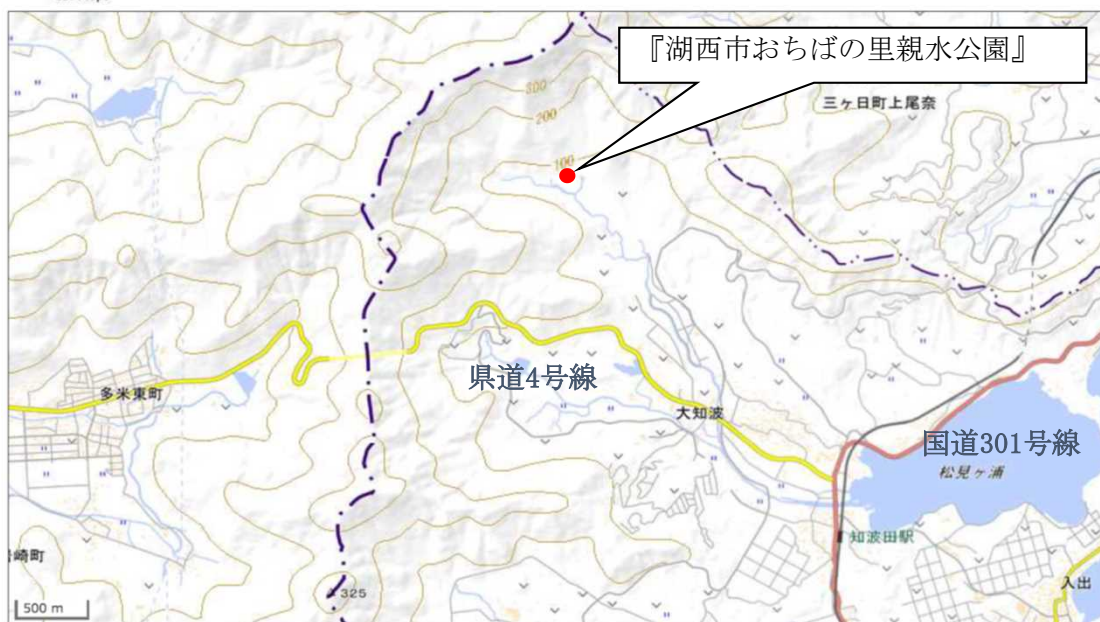 『湖西市おちばの里親水公園』
三ヶ日町上尾奈
300
200
100
県道4号線
多米東町
大知波
国道301号線
松見ヶ浦
知波田駅
崎町
入出
325
500 m